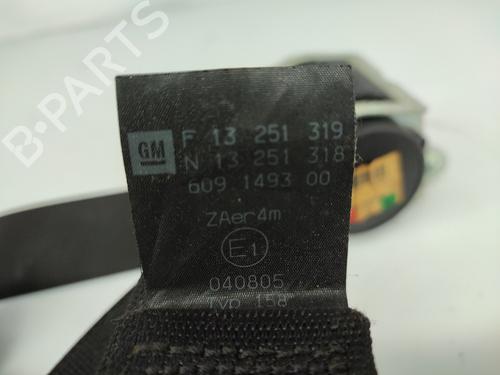 B-PARTS
GM
F 13 251 319
N 13 251 318
609 1493 00
ZAer4m
E1
040805
Typ 158